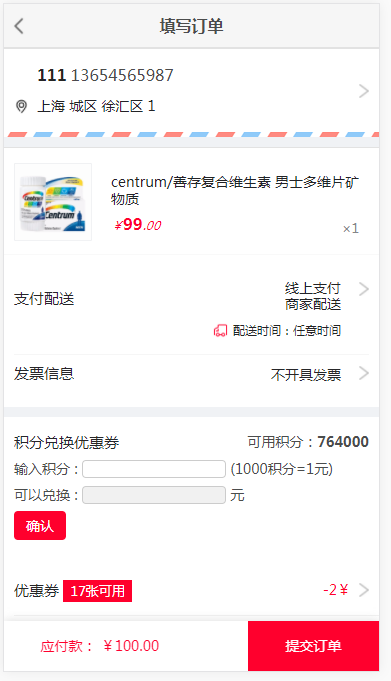 填写订单
111 13654565987
上海 城区 徐汇区 1
centrum/善存复合维生素 男士多维片矿
物质
¥99.00
×1
Centrum
支付配送
线上支付
商家配送
配送时间：任意时间
发票信息
不开具发票
积分兑换优惠券
可用积分：764000
输入积分： (1000积分=1元)
可以兑换： 元
确认
优惠券 17张可用
-2¥
应付款： ¥100.00
提交订单